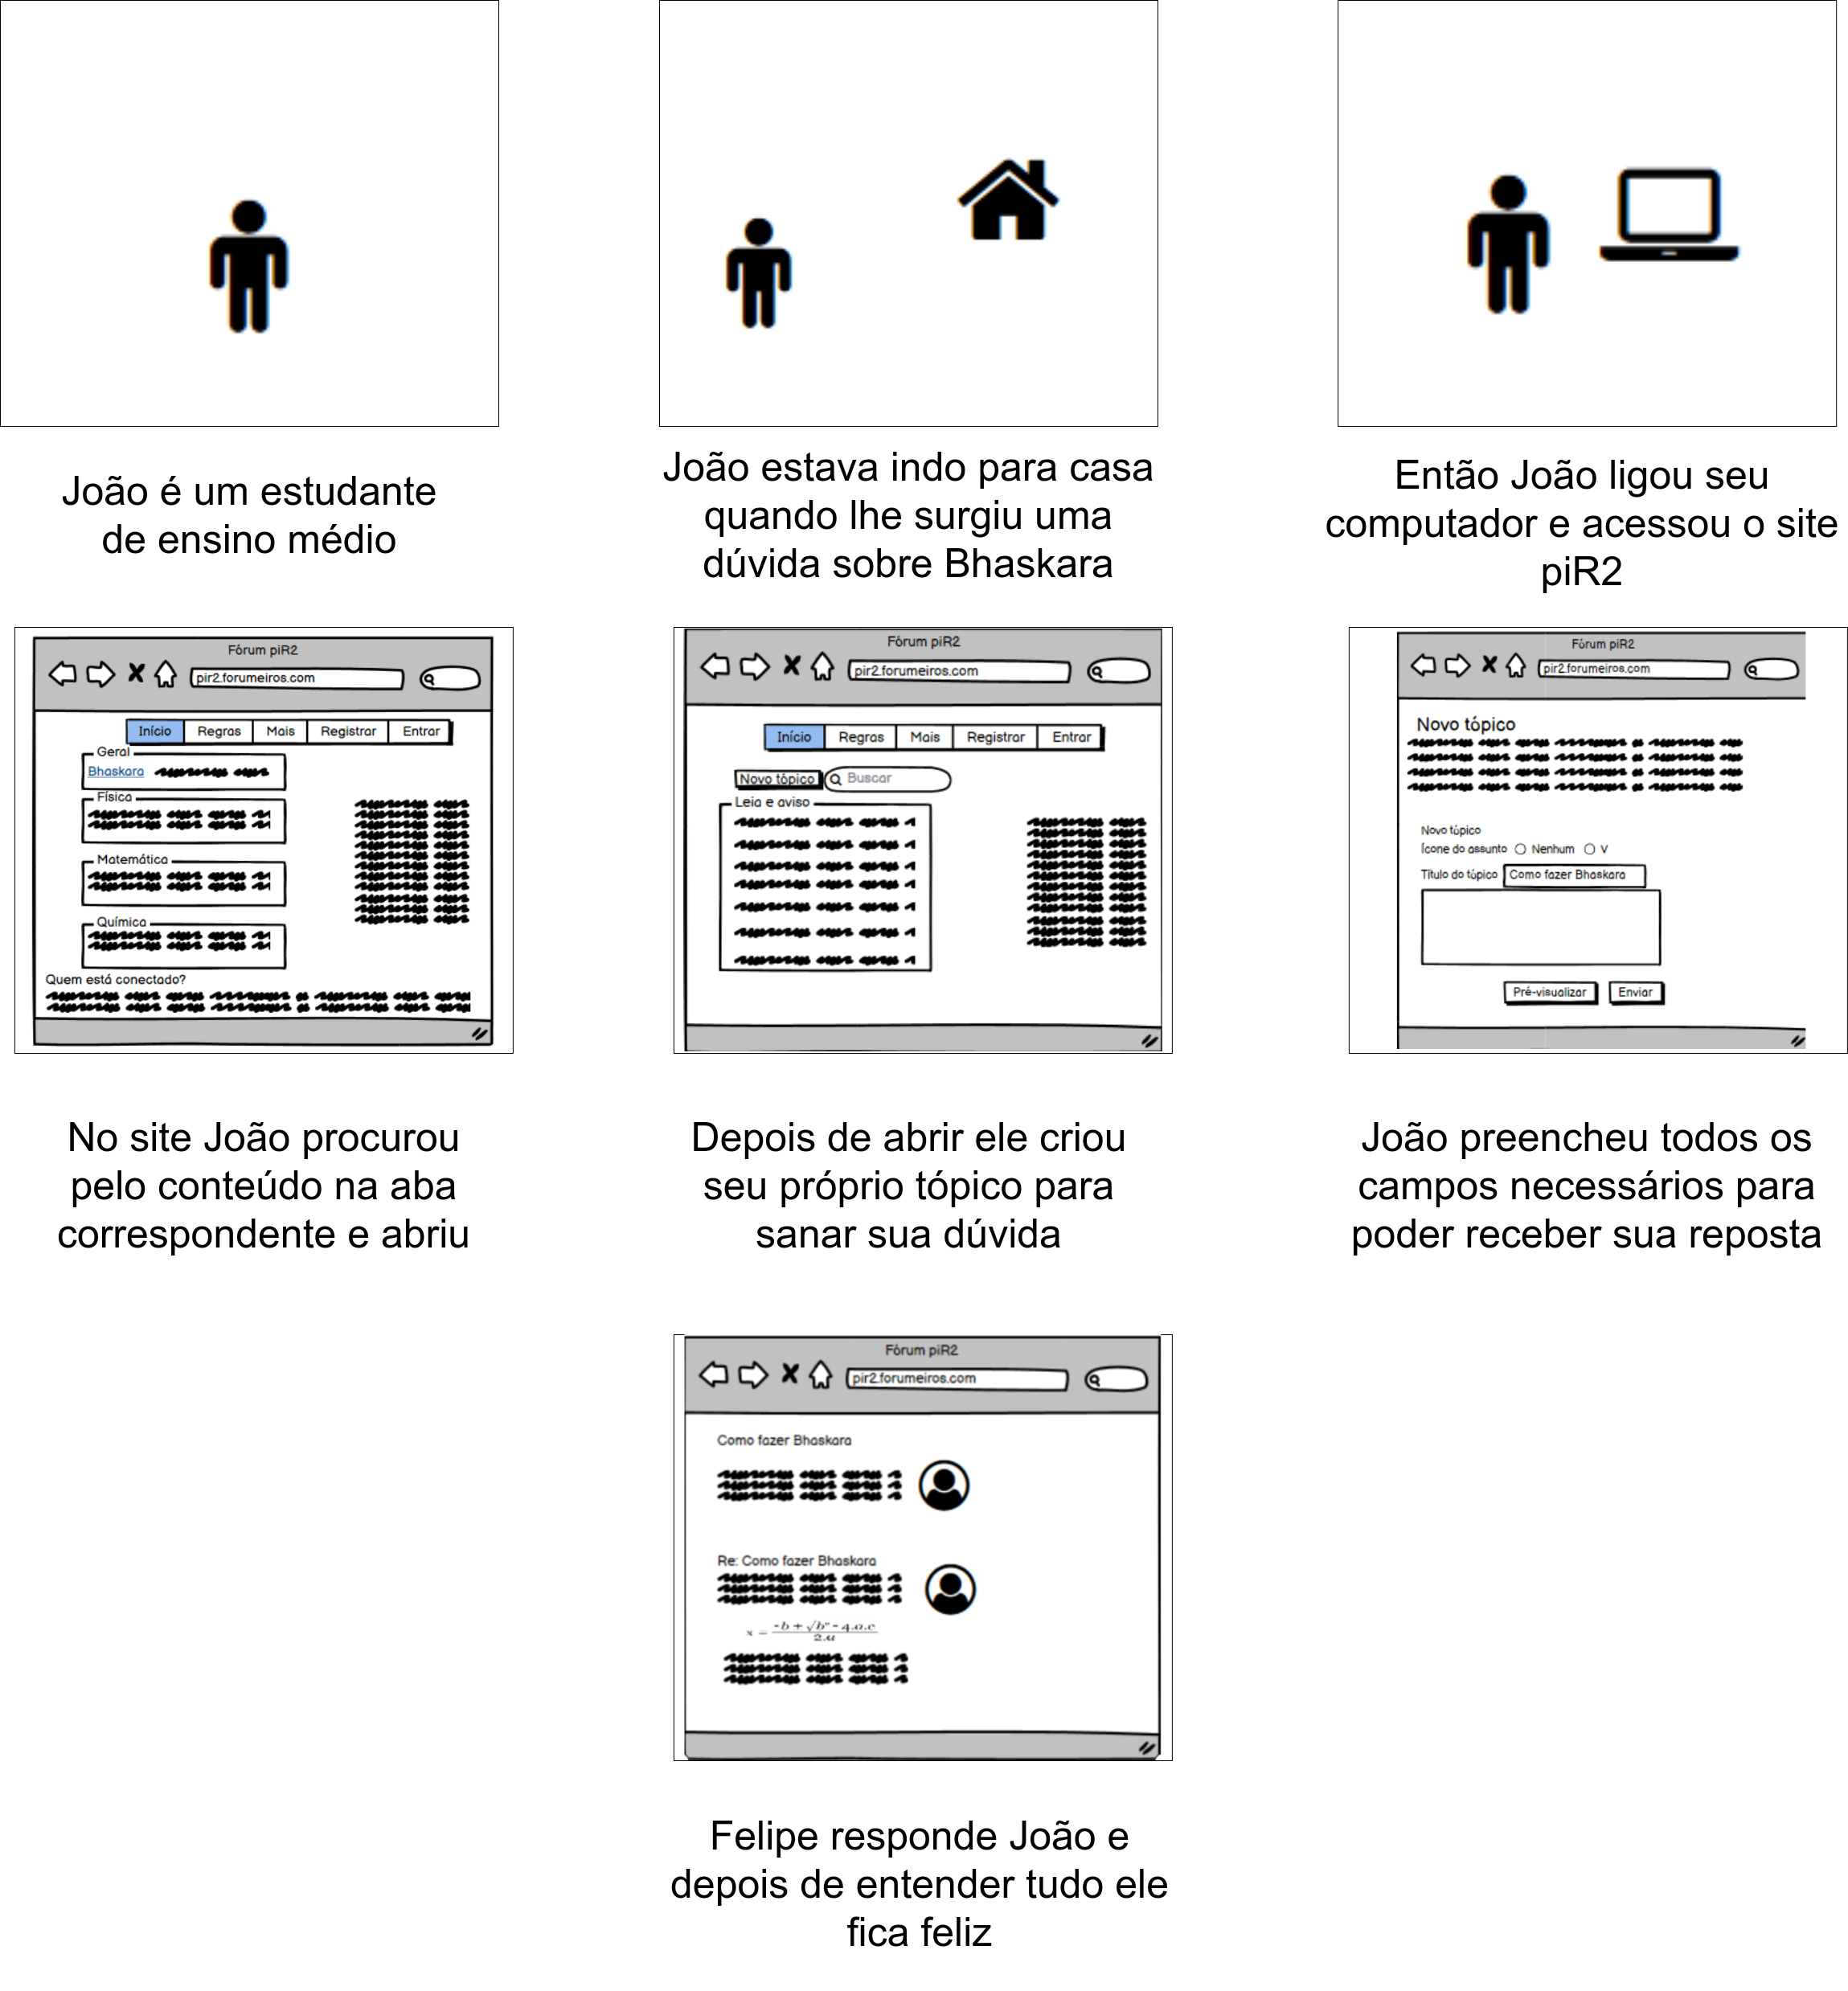 João é um estudante
de ensino médio
João estava indo para casa
quando lhe surgiu uma
dúvida sobre Bhaskara
Então João ligou seu
computador e acessou o site
piR2
Fórum piR2
pir2.forumeiros.com
Início Regras Mais Registrar Entrar
Geral
Bhaskara
Física
Matemática
Química
Quem está conectado?
Fórum piR2
pir2.forumeiros.com
Início Regras Mais Registrar Entrar
Novo tópico Buscar
Leia e aviso
Fórum piR2
pir2.forumeiros.com
Novo tópico
Novo tópico
Ícone do assunto Nenhum V
Título do tópico Como fazer Bhaskara
Pré-visualizar Enviar
No site João procurou
pelo conteúdo na aba
correspondente e abriu
Depois de abrir ele criou
seu próprio tópico para
sanar sua dúvida
João preencheu todos os
campos necessários para
poder receber sua reposta
Fórum piR2
pir2.forumeiros.com
Como fazer Bhaskara
Re: Como fazer Bhaskara
Felipe responde João e
depois de entender tudo ele
fica feliz